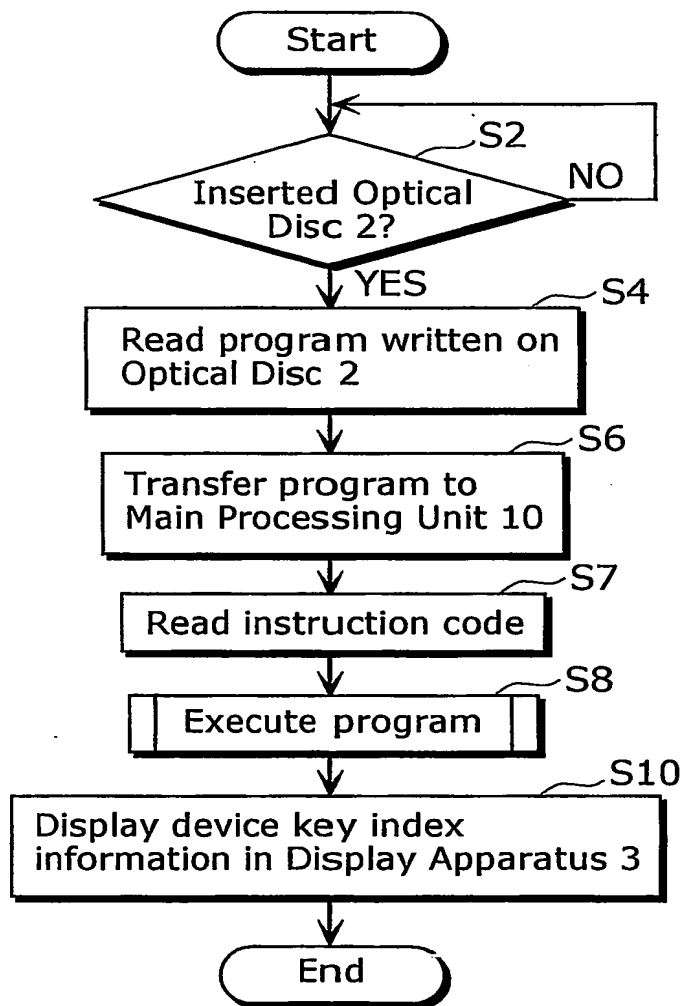 Start
S2
NO
Inserted Optical
Disc 2?
YES
S4
Read program written on
Optical Disc 2
S6
Transfer program to
Main Processing Unit 10
S7
Read instruction code
S8
Execute program
S10
Display device key index
information in Display Apparatus 3
End